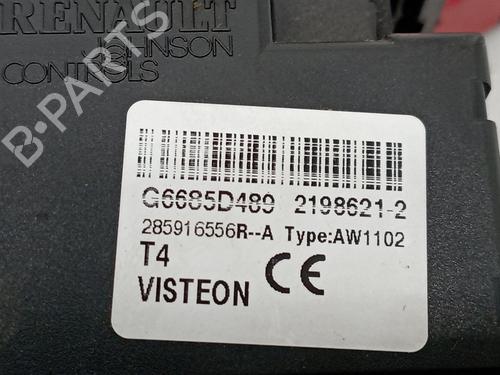 RENAULT
JOHNSON
CONTROLS
B-PARTS
G6685D489 2198621-2
285916556R--A Type:AW1102
T4
VISTEON CE